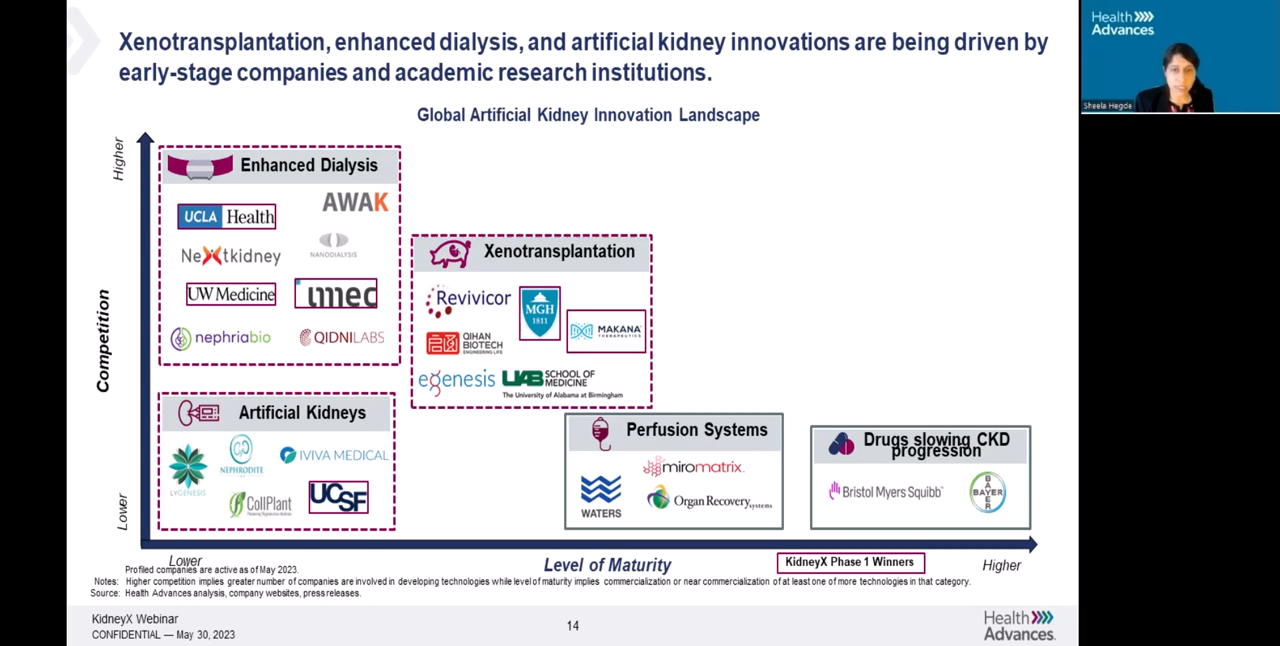 Xenotransplantation, enhanced dialysis, and artificial kidney innovations are being driven by
early-stage companies and academic research institutions.
Health
Advances
Sheela Hegde
Global Artificial Kidney Innovation Landscape
Higher
Competition
Lower
Enhanced Dialysis
UCLA Health
AWAK
NeXtkidney
NANODIALYSIS
UW Medicine
imec
nephriabio
QIDNILABS
Xenotransplantation
Revivicor
MGH
1811
MAKANA
THERAPEUTICS
QIHAN
BIOTECH
ENGINEERING LIFE
egenesis
UAB SCHOOL OF
MEDICINE
The University of Alabama at Birmingham
Artificial Kidneys
LYGENESIS
NEPHRODITE
IVIVA MEDICAL
CollPlant
UCSF
Perfusion Systems
WATERS
miromatrix
Organ Recovery systems
Drugs slowing CKD
progression
Bristol Myers Squibb
BAYER
BAYER
Lower
Level of Maturity
KidneyX Phase 1 Winners
Higher
Profiled companies are active as of May 2023.
Notes: Higher competition implies greater number of companies are involved in developing technologies while level of maturity implies commercialization or near commercialization of at least one of more technologies in that category.
Source: Health Advances analysis, company websites, press releases.
KidneyX Webinar
CONFIDENTIAL — May 30, 2023
14
Health
Advances